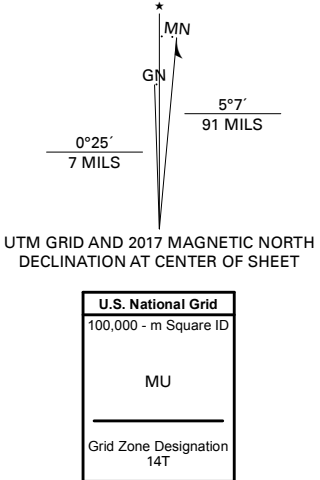 MN
GN
5°7´
91 MILS
0°25´
7 MILS
UTM GRID AND 2017 MAGNETIC NORTH
DECLINATION AT CENTER OF SHEET
U.S. National Grid
100,000 - m Square ID
MU
Grid Zone Designation
14T